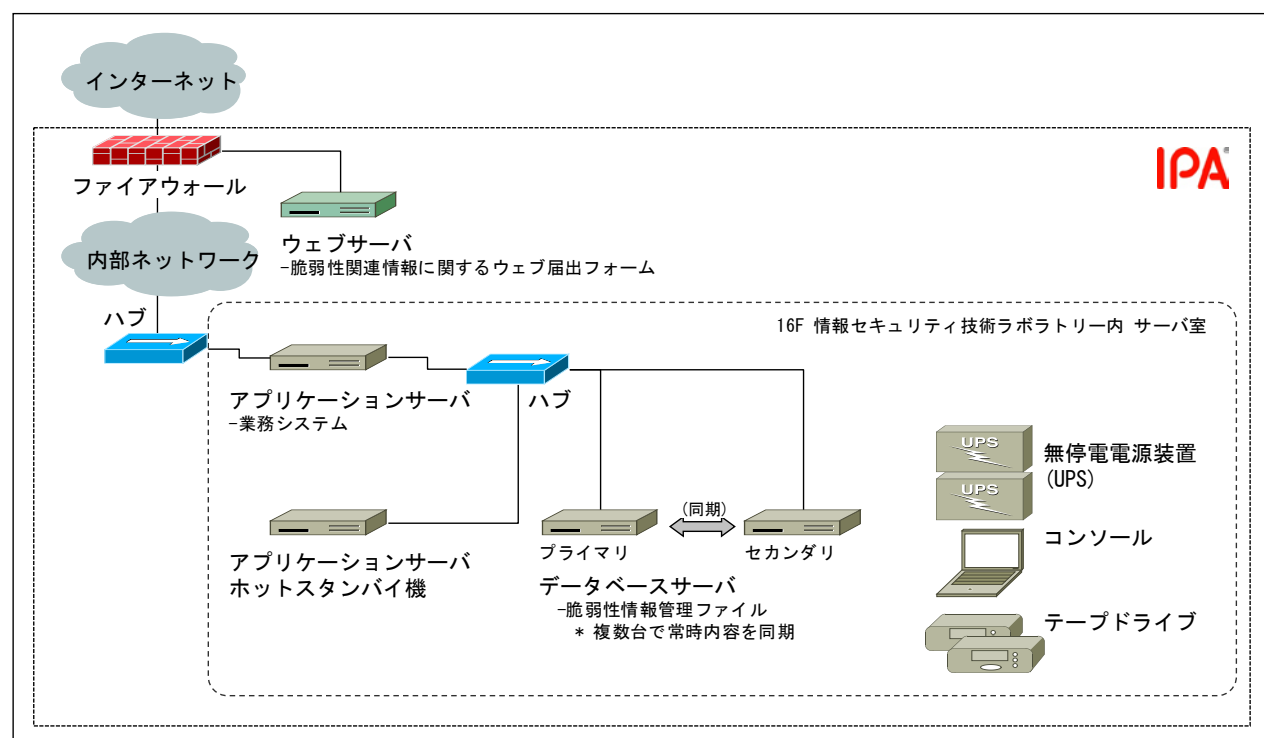 インターネット
IPA®
ファイアウォール
ウェブサーバ
-脆弱性関連情報に関するウェブ届出フォーム
内部ネットワーク
ハブ
16F 情報セキュリティ技術ラボラトリー内 サーバ室
アプリケーションサーバ
-業務システム
ハブ
UPS
UPS
無停電電源装置
(UPS)
(同期)
コンソール
プライマリ
セカンダリ
アプリケーションサーバ
ホットスタンバイ機
データベースサーバ
-脆弱性情報管理ファイル
* 複数台で常時内容を同期
テープドライブ